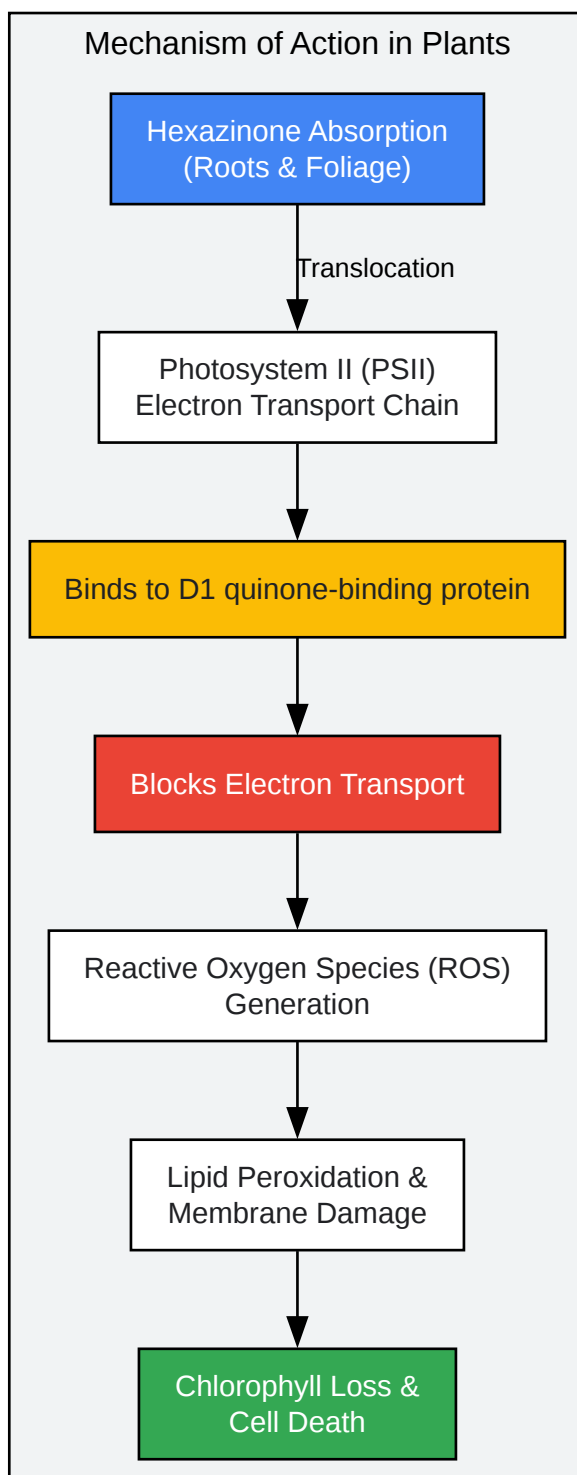 Mechanism of Action in Plants
Hexazinone Absorption
(Roots & Foliage)
Translocation
Photosystem II (PSII)
Electron Transport Chain
Binds to D1 quinone-binding protein
Blocks Electron Transport
Reactive Oxygen Species (ROS)
Generation
Lipid Peroxidation &
Membrane Damage
Chlorophyll Loss &
Cell Death